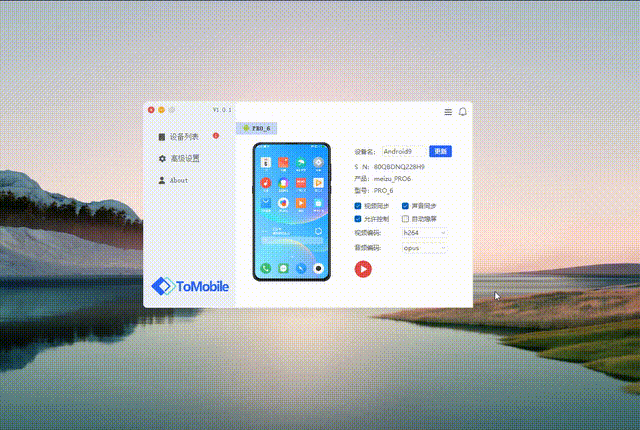 V1.0.1
设备列表
高级设置
About
ToMobile
PRO_6
设备名: Android9 更新
S N: 80QBDNQ22BH9
产品: meizu_PRO6
型号: PRO_6
视频同步 声音同步
允许控制 自动熄屏
视频编码: h264
音频编码: opus